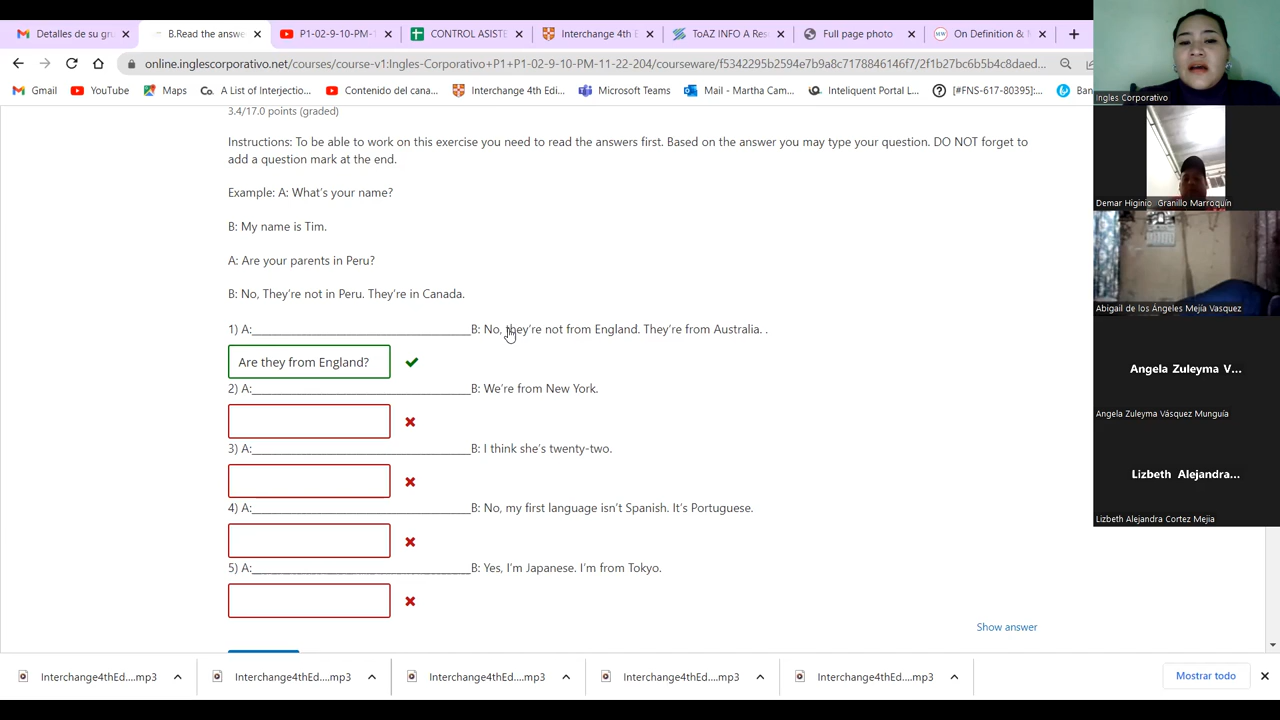 Detalles de su gru
B.Read the answe
P1-02-9-10-PM-
CONTROL ASISTE
Interchange 4th E
ToAZ INFO A Res
Full page photo
On Definition & M
online.inglescorporativo.net/courses/course-v1:Ingles-Corporativo+P1+P1-02-9-10-PM-11-22-204/courseware/f5342295b2594e7b9a8c7178846146f7/2f1b27bc6b5b4c8daed...
Gmail
YouTube
Maps
A List of Interjectio...
Contenido del cana...
Interchange 4th Edi...
Microsoft Teams
Mail - Martha Cam...
Inteliquent Portal L...
[#FNS-617-80395]:...
Ban
3.4/17.0 points (graded)
Instructions: To be able to work on this exercise you need to read the answers first. Based on the answer you may type your question. DO NOT forget to
add a question mark at the end.
Example: A: What's your name?
B: My name is Tim.
A: Are your parents in Peru?
B: No, They're not in Peru. They're in Canada.
1) A:________________________________B: No, they're not from England. They're from Australia. .
Are they from England?
2) A:________________________________B: We're from New York.
3) A:________________________________B: I think she's twenty-two.
4) A:________________________________B: No, my first language isn't Spanish. It's Portuguese.
5) A:________________________________B: Yes, I'm Japanese. I'm from Tokyo.
Show answer
Interchange4thEd....mp3
Interchange4thEd....mp3
Interchange4thEd....mp3
Interchange4thEd....mp3
Interchange4thEd....mp3
Mostrar todo
Ingles Corporativo
Demar Higinio Granillo Marroquín
Abigail de los Ángeles Mejía Vasquez
Angela Zuleyma V...
Angela Zuleyma Vásquez Munguía
Lizbeth Alejandra...
Lizbeth Alejandra Cortez Mejia